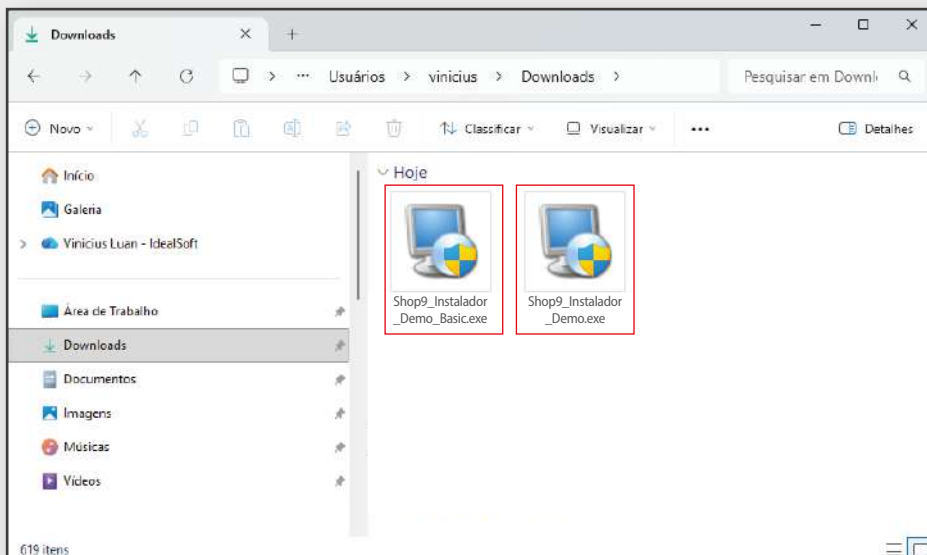 Downloads
Usuários > vinicius > Downloads >
Pesquisar em Downl
Novo
Classificar
Visualizar
Detalhes
Início
Galeria
Vinicius Luan - IdealSoft
Área de Trabalho
Downloads
Documentos
Imagens
Músicas
Vídeos
Hoje
Shop9_Instalador
_Demo_Basic.exe
Shop9_Instalador
_Demo.exe
619 itens